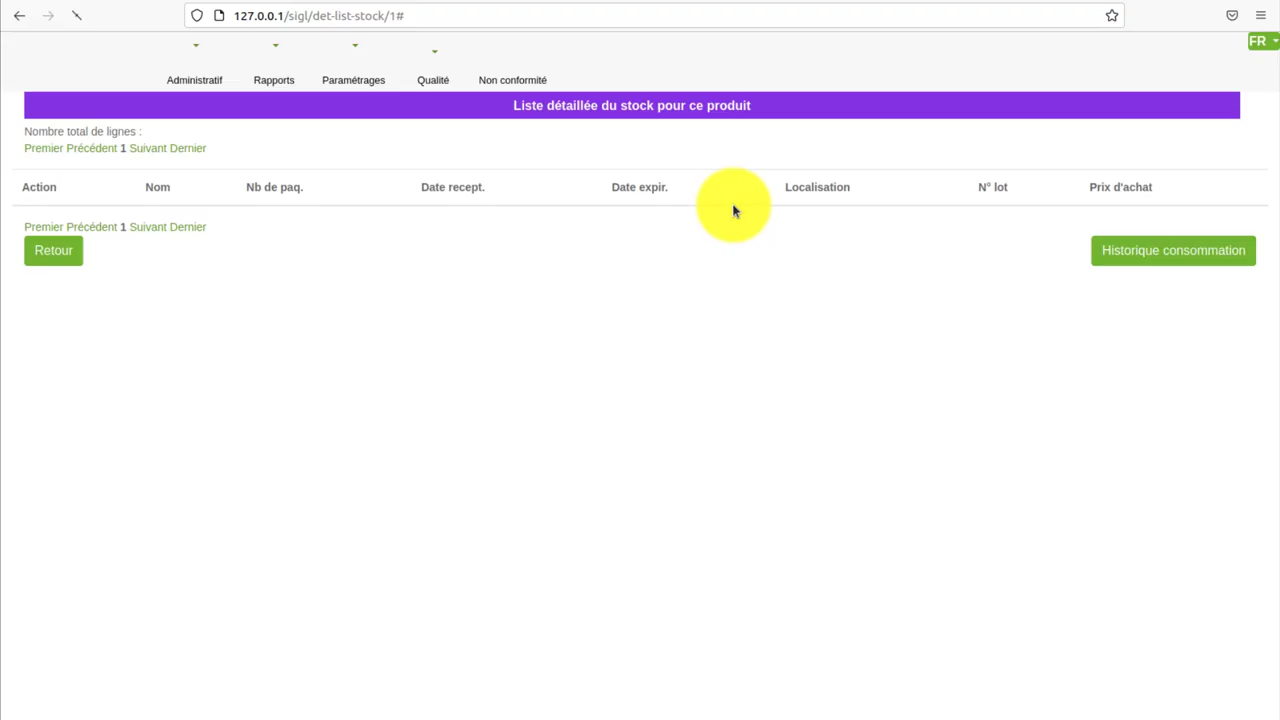 127.0.0.1/sigl/det-list-stock/1#
FR
Administratif Rapports Paramétrages Qualité Non conformité
Liste détaillée du stock pour ce produit
Nombre total de lignes :
Premier Précédent 1 Suivant Dernier
Action Nom Nb de paq. Date recept. Date expir. Localisation N° lot Prix d'achat
Premier Précédent 1 Suivant Dernier
Retour Historique consommation